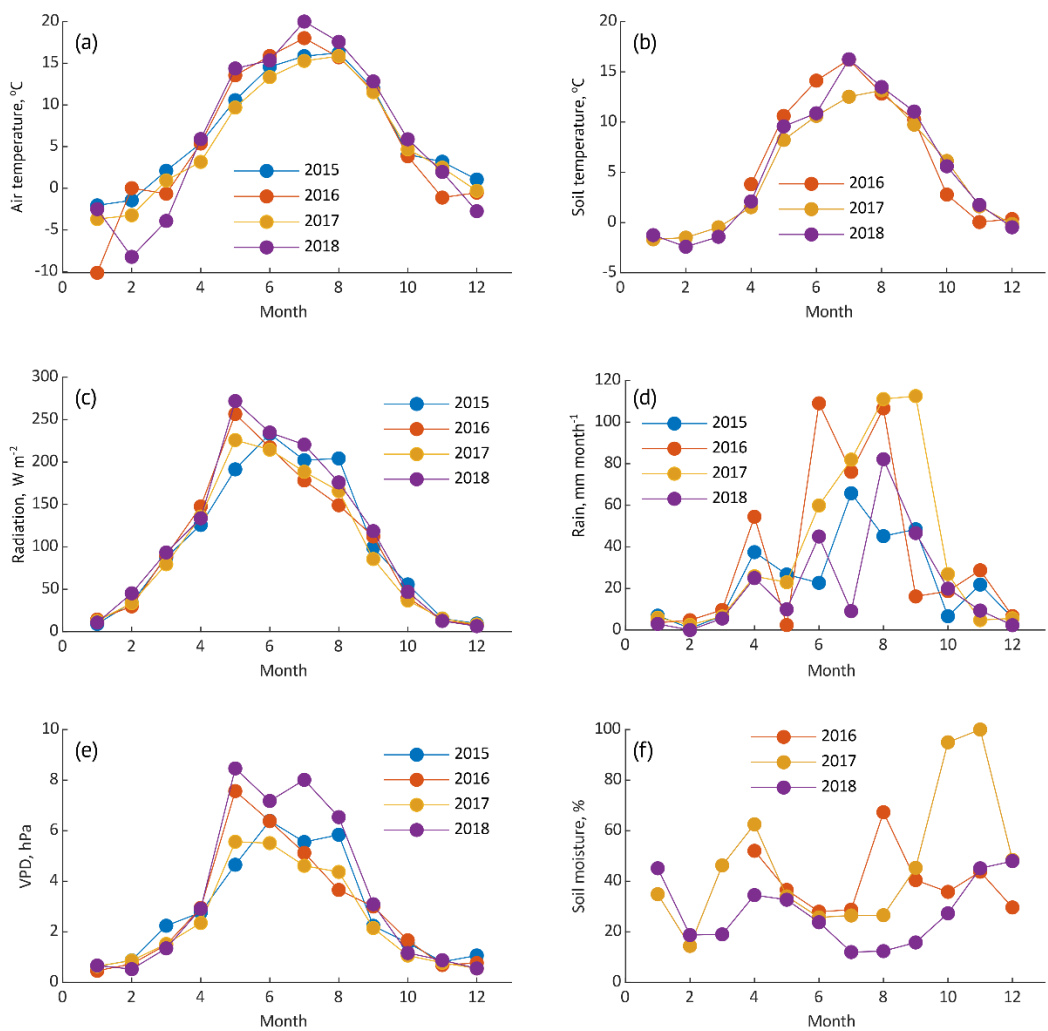 (a)
Air temperature, °C
20
15
10
5
0
-5
-10
2015
2016
2017
2018
0 2 4 6 8 10 12
Month
(b)
Soil temperature, °C
20
15
10
5
0
-5
2016
2017
2018
0 2 4 6 8 10 12
Month
(c)
Radiation, W m⁻²
300
250
200
150
100
50
0
2015
2016
2017
2018
0 2 4 6 8 10 12
Month
(d)
Rain, mm month⁻¹
120
100
80
60
40
20
0
2015
2016
2017
2018
0 2 4 6 8 10 12
Month
(e)
VPD, hPa
10
8
6
4
2
0
2015
2016
2017
2018
0 2 4 6 8 10 12
Month
(f)
Soil moisture, %
100
80
60
40
20
0
2016
2017
2018
0 2 4 6 8 10 12
Month